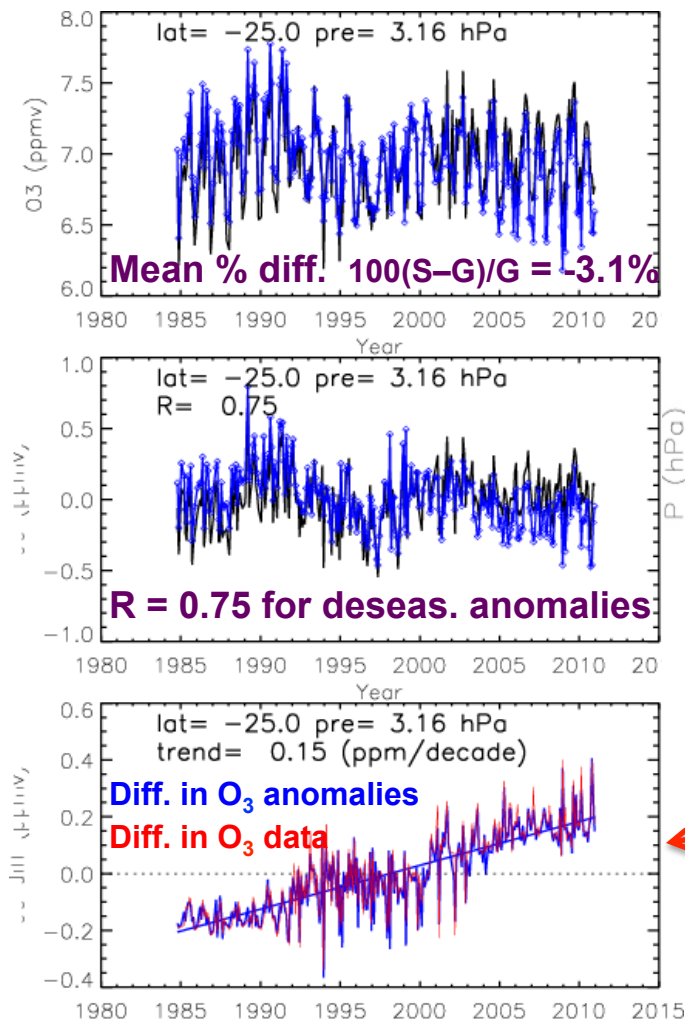 8.0
lat= -25.0 pre= 3.16 hPa
7.5
7.0
6.5
6.0
O3 (ppmv)
Mean % diff. 100(S–G)/G = -3.1%
1980 1985 1990 1995 2000 2005 2010 20
Year
1.0
lat= -25.0 pre= 3.16 hPa
R= 0.75
0.5
0.0
-0.5
-1.0
P (hPa)
R = 0.75 for deseas. anomalies
1980 1985 1990 1995 2000 2005 2010
Year
0.6
lat= -25.0 pre= 3.16 hPa
trend= 0.15 (ppm/decade)
0.4
Diff. in O₃ anomalies
0.2
Diff. in O₃ data
0.0
-0.2
-0.4
1980 1985 1990 1995 2000 2005 2010 2015